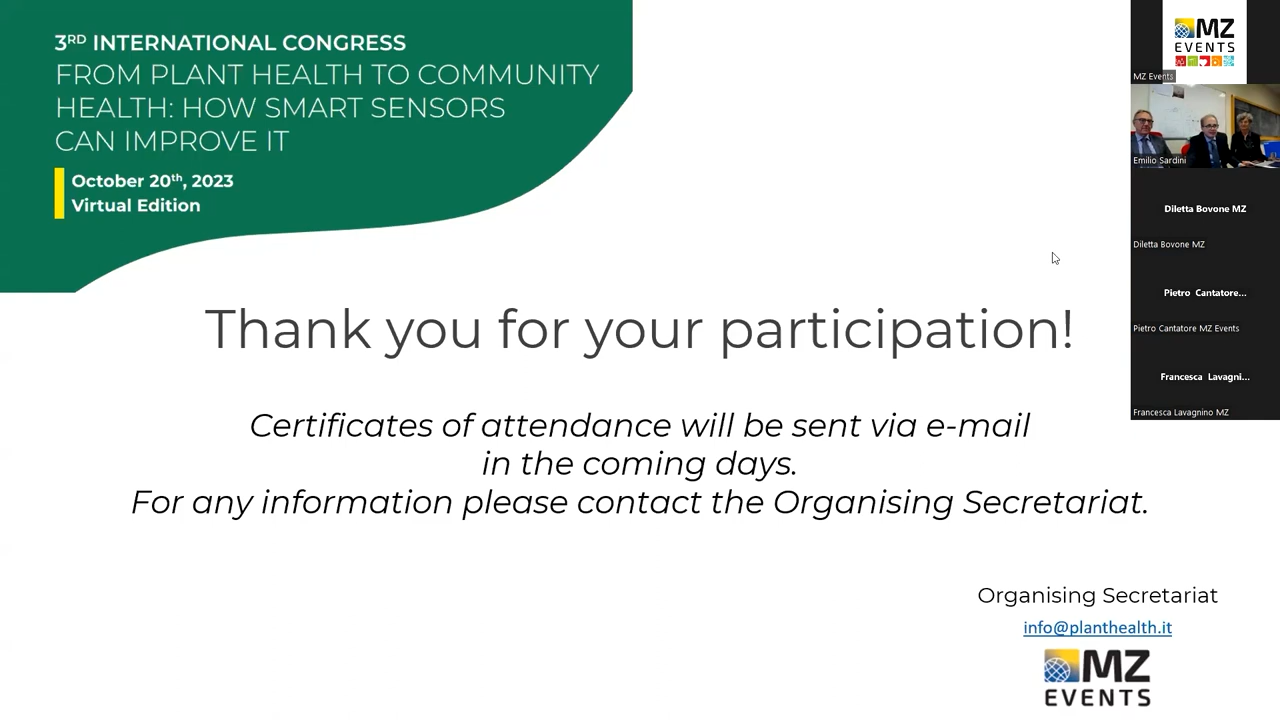 3RD INTERNATIONAL CONGRESS
FROM PLANT HEALTH TO COMMUNITY
HEALTH: HOW SMART SENSORS
CAN IMPROVE IT
October 20th, 2023
Virtual Edition
Thank you for your participation!
Certificates of attendance will be sent via e-mail
in the coming days.
For any information please contact the Organising Secretariat.
Organising Secretariat
info@planthealth.it
MZ
EVENTS
MZ
EVENTS
MZ Events
Emilio Sardini
Diletta Bovone MZ
Diletta Bovone MZ
Pietro Cantatore...
Pietro Cantatore MZ Events
Francesca Lavagni...
Francesca Lavagnino MZ